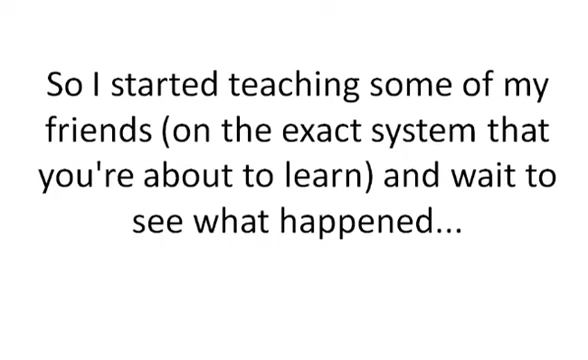 So I started teaching some of my
friends (on the exact system that
you're about to learn) and wait to
see what happened...